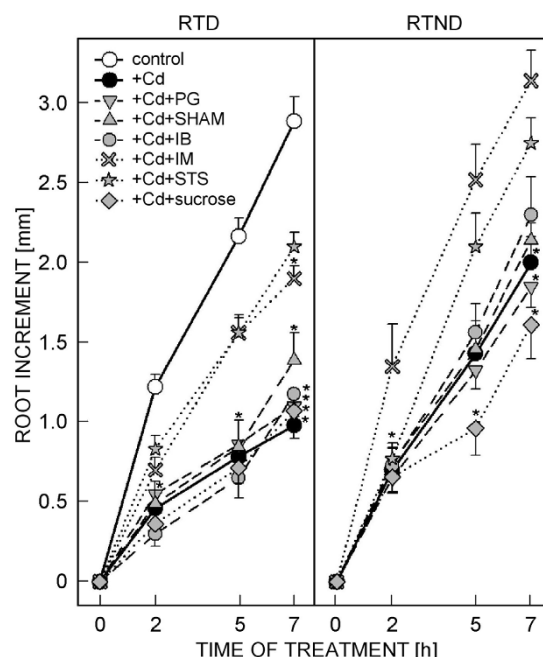 RTD RTND
control
+Cd
+Cd+PG
+Cd+SHAM
+Cd+IB
+Cd+IM
+Cd+STS
+Cd+sucrose
3.0
2.5
2.0
1.5
1.0
0.5
0
ROOT INCREMENT [mm]
0 2 5 7 0 2 5 7
TIME OF TREATMENT [h]